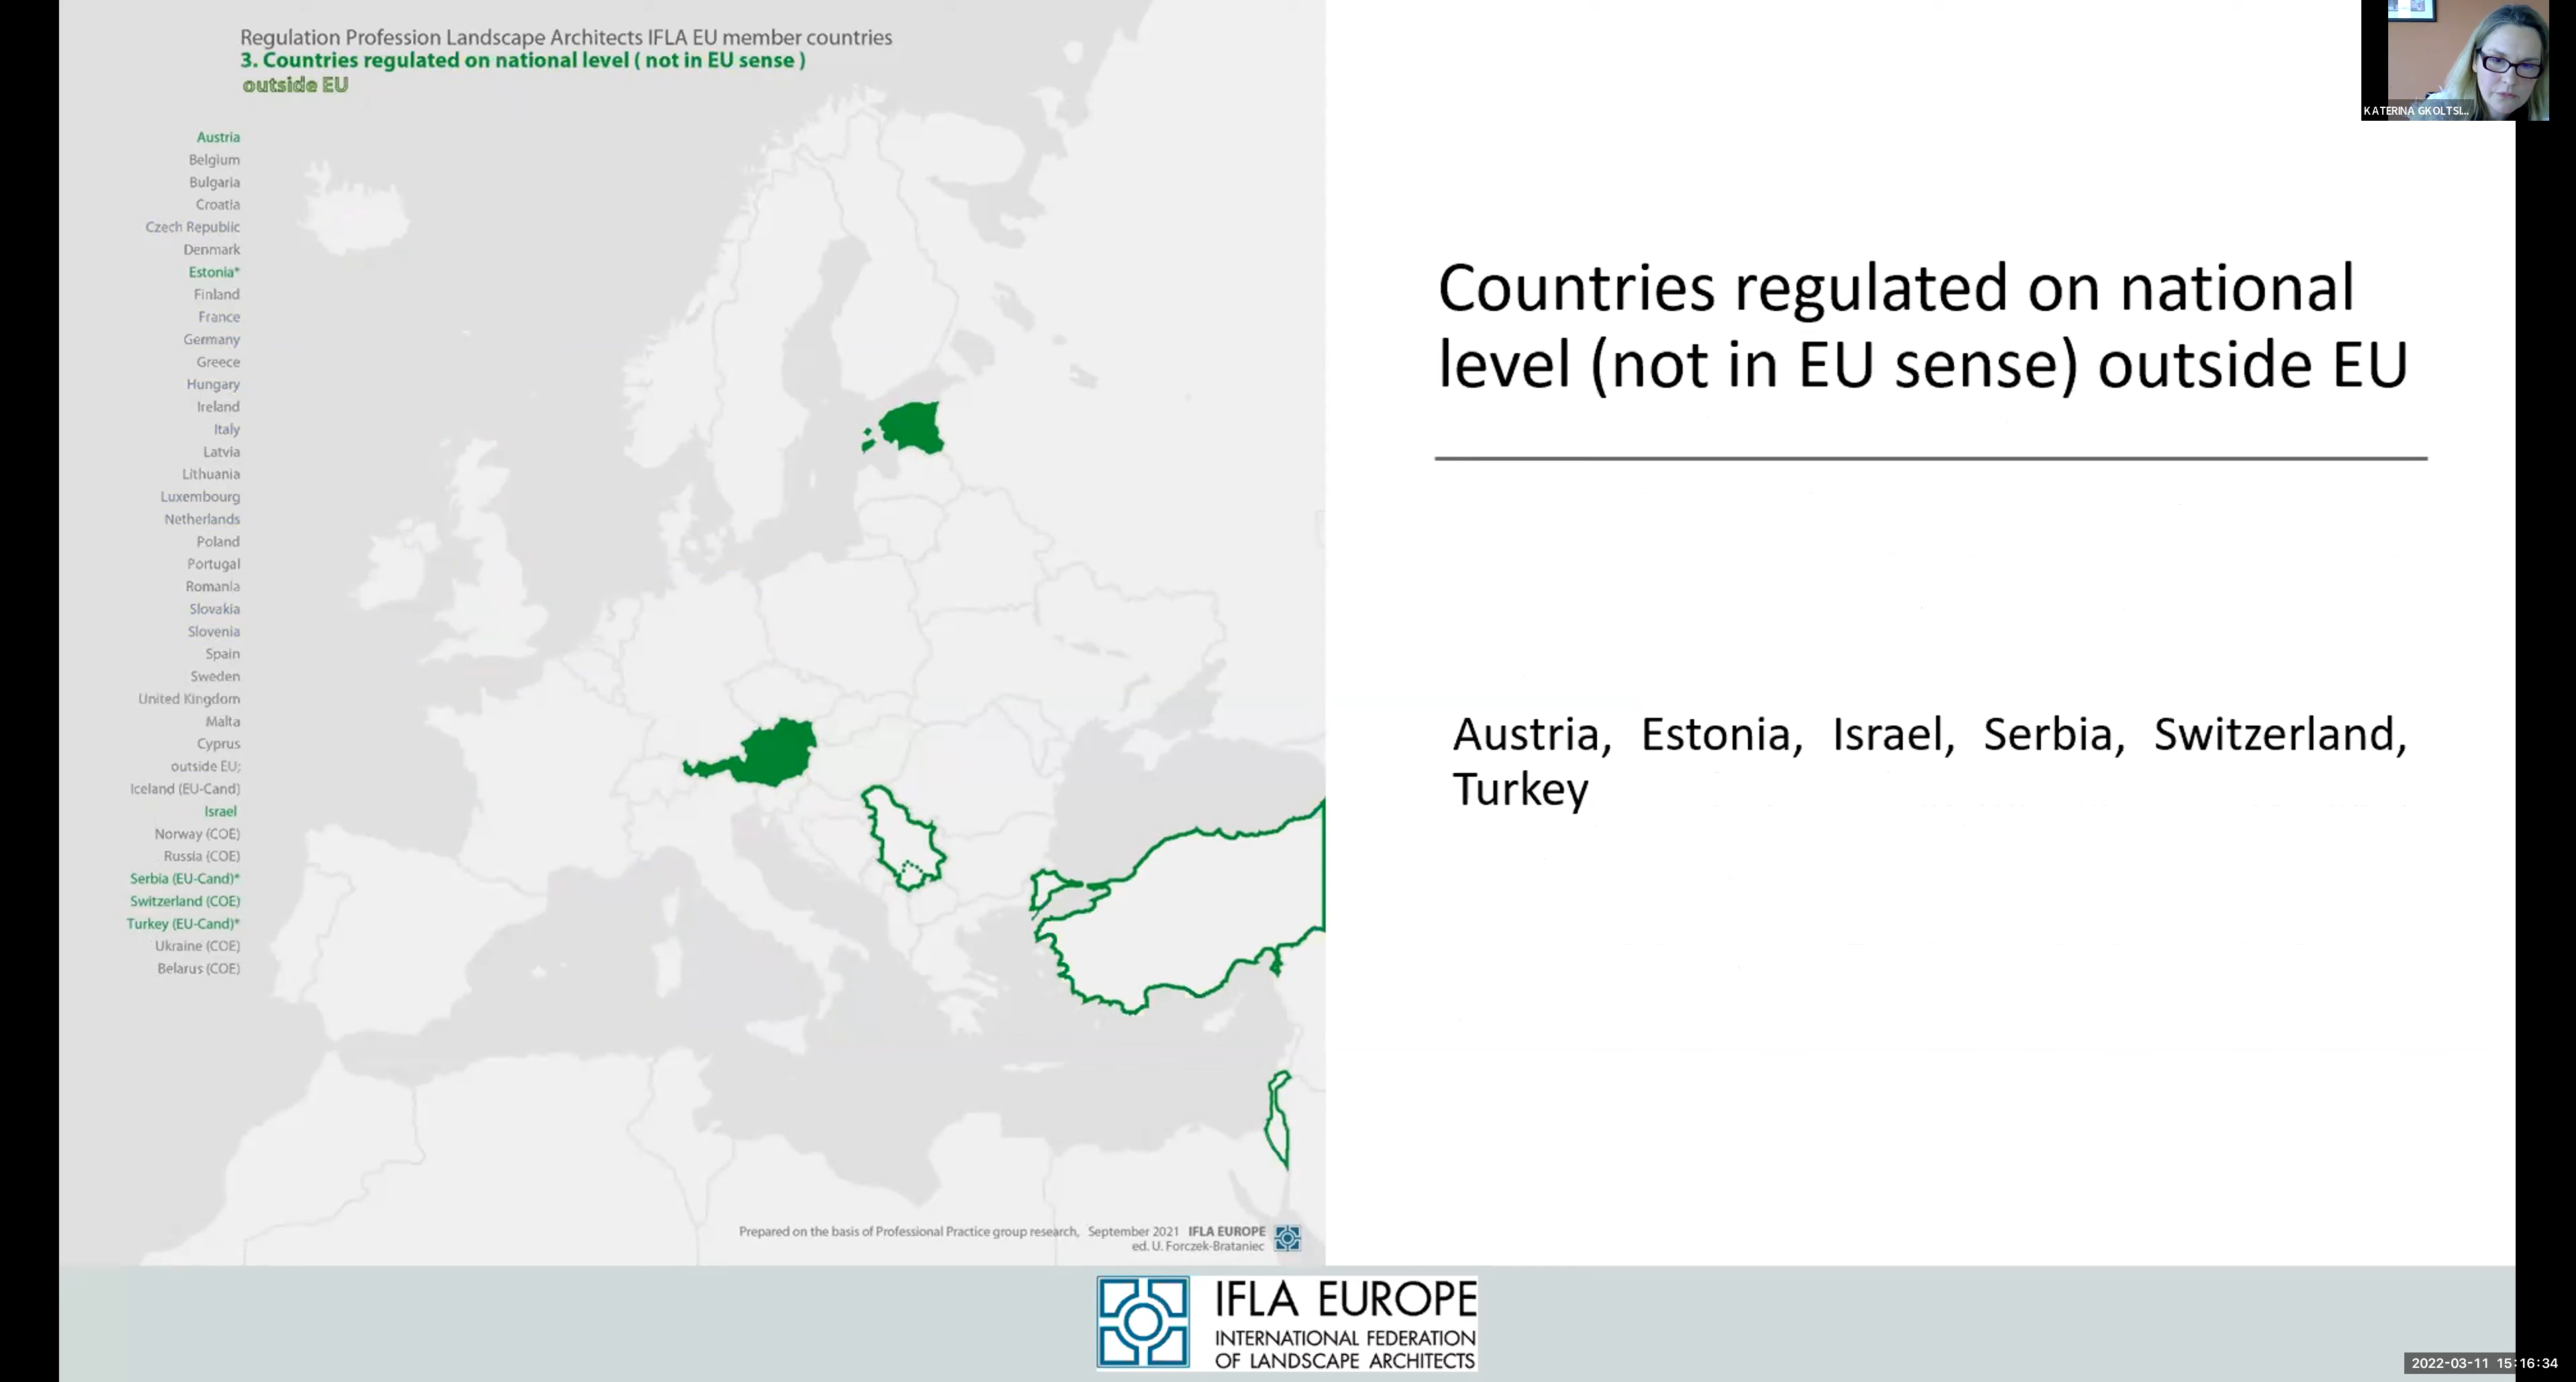 Regulation Profession Landscape Architects IFLA EU member countries
3. Countries regulated on national level ( not in EU sense )
outside EU
Austria
Belgium
Bulgaria
Croatia
Czech Republic
Denmark
Estonia*
Finland
France
Germany
Greece
Hungary
Ireland
Italy
Latvia
Lithuania
Luxembourg
Netherlands
Poland
Portugal
Romania
Slovakia
Slovenia
Spain
Sweden
United Kingdom
Malta
Cyprus
outside EU;
Iceland (EU-Cand)
Israel
Norway (COE)
Russia (COE)
Serbia (EU-Cand)*
Switzerland (COE)
Turkey (EU-Cand)*
Ukraine (COE)
Belarus (COE)
Prepared on the basis of Professional Practice group research, September 2021 IFLA EUROPE
ed. U. Forczek-Brataniec
Countries regulated on national
level (not in EU sense) outside EU
Austria, Estonia, Israel, Serbia, Switzerland,
Turkey
KATERINA GKOLTSI...
IFLA EUROPE
INTERNATIONAL FEDERATION
OF LANDSCAPE ARCHITECTS
2022-03-11 15:16:34